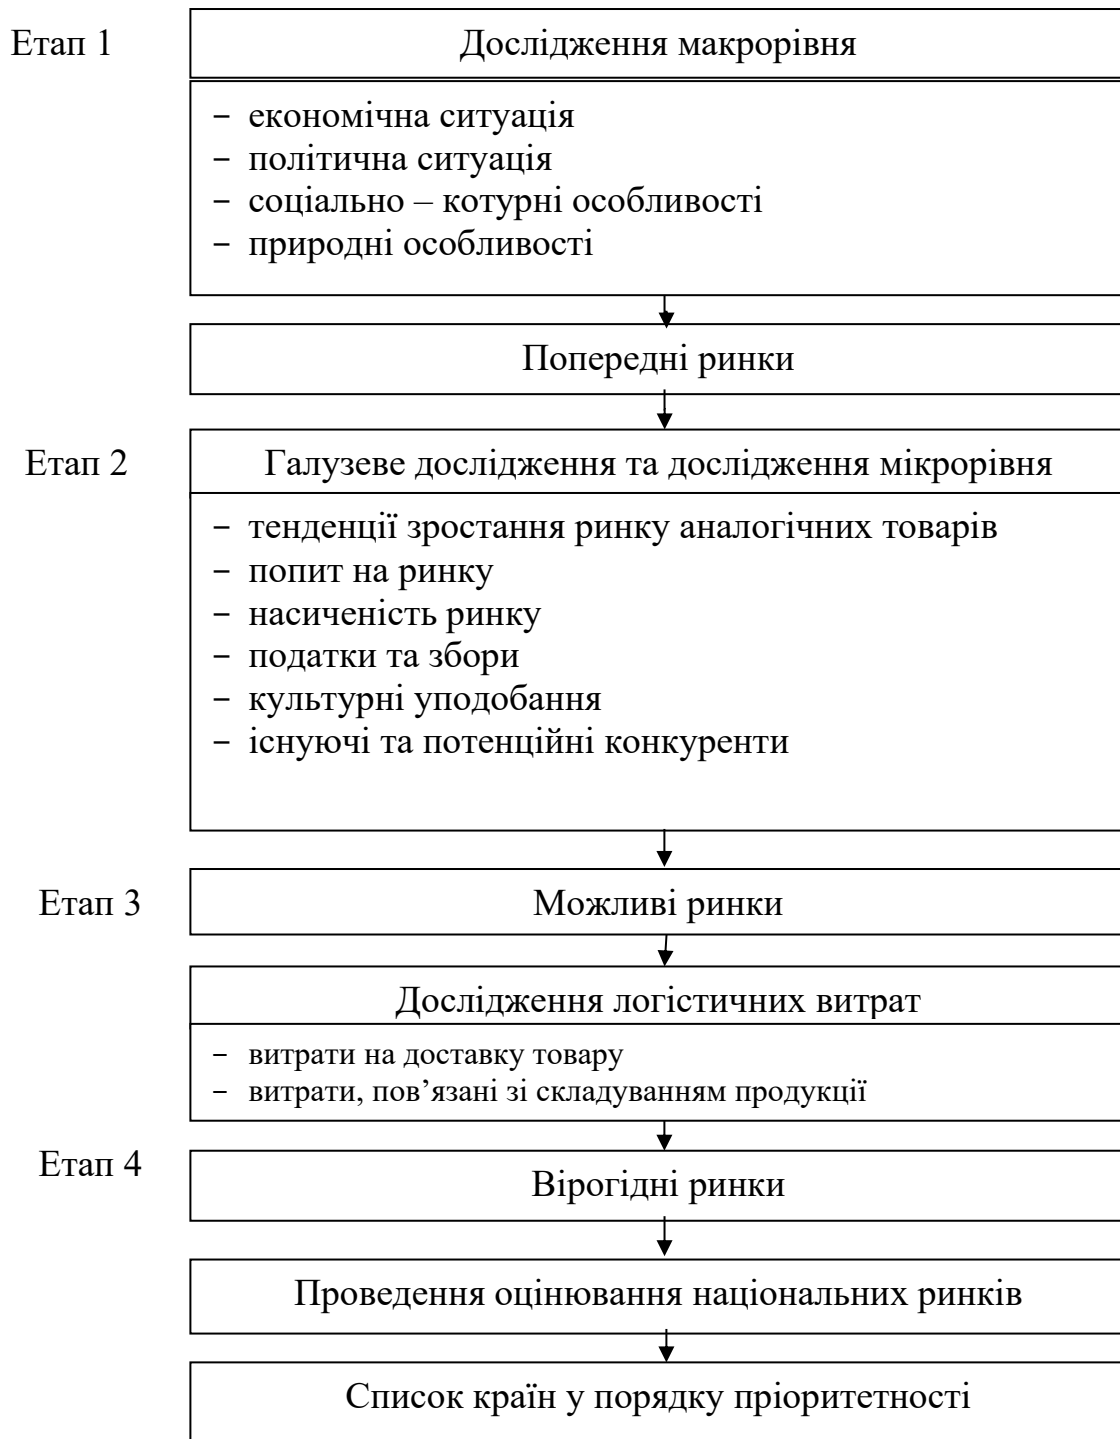 Етап 1
Дослідження макрорівня
− економічна ситуація
− політична ситуація
− соціально – котурні особливості
− природні особливості
Попередні ринки
Етап 2
Галузеве дослідження та дослідження мікрорівня
− тенденції зростання ринку аналогічних товарів
− попит на ринку
− насиченість ринку
− податки та збори
− культурні уподобання
− існуючі та потенційні конкуренти
Етап 3
Можливі ринки
Дослідження логістичних витрат
− витрати на доставку товару
− витрати, пов’язані зі складуванням продукції
Етап 4
Вірогідні ринки
Проведення оцінювання національних ринків
Список країн у порядку пріоритетності